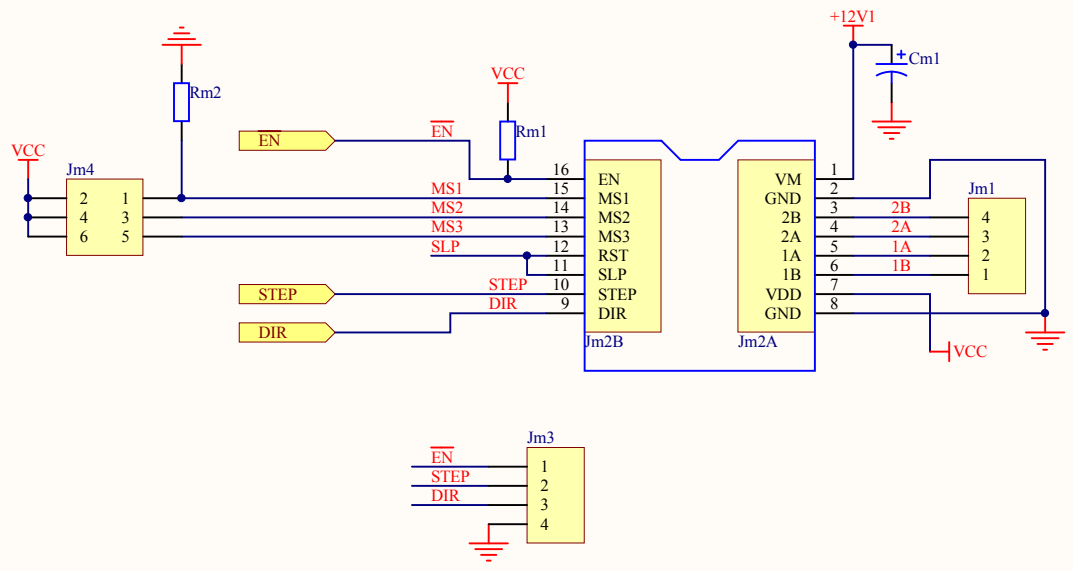 +12V1
Cm1
VCC
Rm2
Rm1
EN
EN
VCC
Jm4
2 1
4 3
6 5
MS1
MS2
MS3
SLP
STEP
STEP
DIR
DIR
16 EN
15 MS1
14 MS2
13 MS3
12 RST
11 SLP
10 STEP
9 DIR
Jm2B
VM 1
GND 2
2B 3
2A 4
1A 5
1B 6
VDD 7
GND 8
Jm2A
2B
2A
1A
1B
Jm1
4
3
2
1
VCC
Jm3
EN 1
STEP 2
DIR 3
4